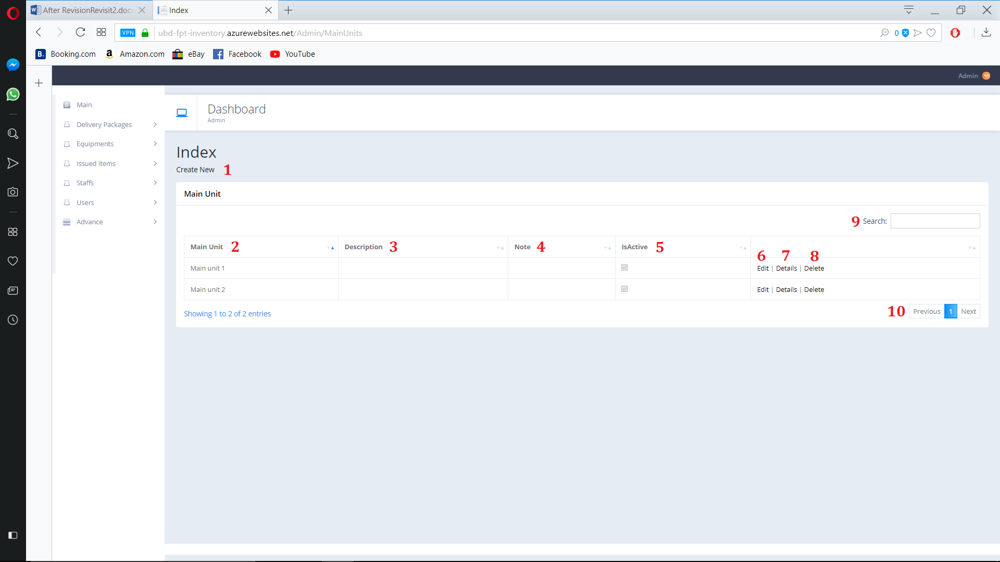 After RevisionRevisit2.docx
Index
VPN
ubd-fpt-inventory.azurewebsites.net/Admin/MainUnits
0
B. Booking.com
a Amazon.com
eBay
Facebook
YouTube
Admin
Main
Delivery Packages
Equipments
Issued Items
Staffs
Users
Advance
Dashboard
Admin
Index
Create New 1
Main Unit
9 Search:
Main Unit 2 Description 3 Note 4 IsActive 5
6 7 8
Main unit 1 Edit | Details | Delete
Main unit 2 Edit | Details | Delete
Showing 1 to 2 of 2 entries
10 Previous 1 Next